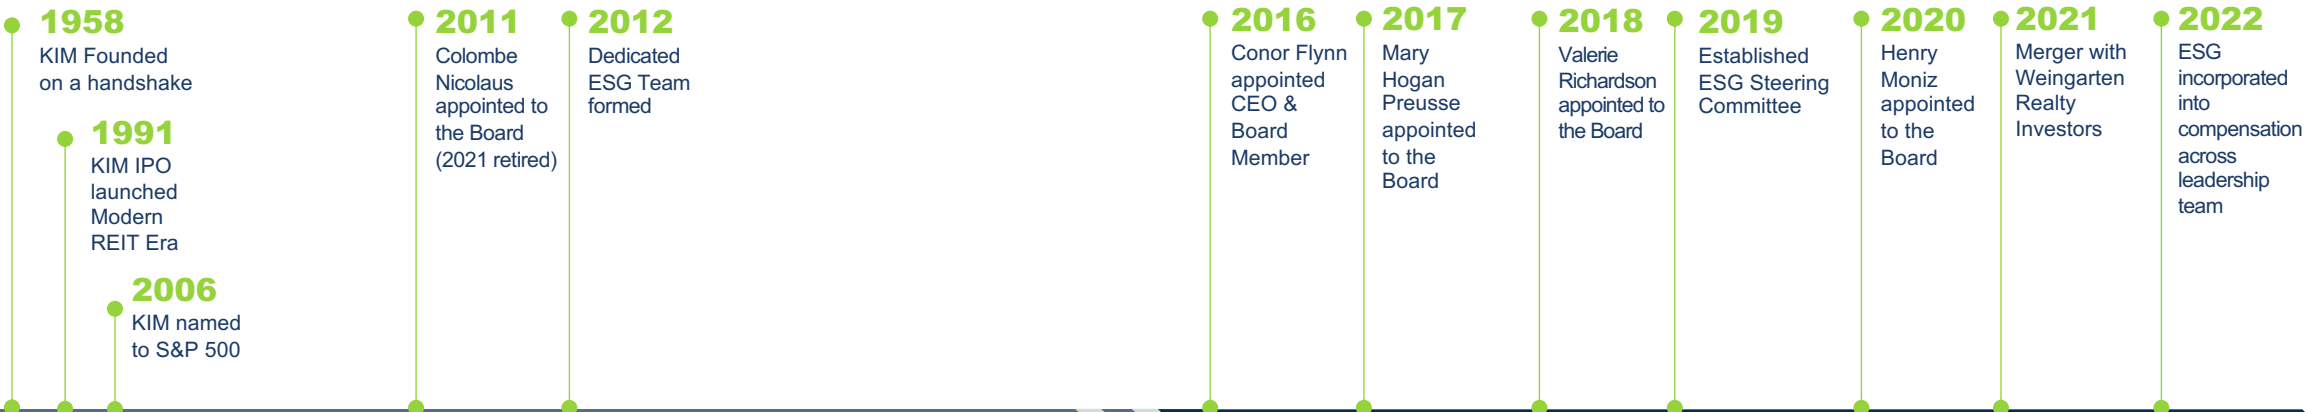 1958
KIM Founded
on a handshake
1991
KIM IPO
launched
Modern
REIT Era
2006
KIM named
to S&P 500
2011
Colombe
Nicolaus
appointed to
the Board
(2021 retired)
2012
Dedicated
ESG Team
formed
2016
Conor Flynn
appointed
CEO &
Board
Member
2017
Mary
Hogan
Preusse
appointed
to the
Board
2018
Valerie
Richardson
appointed to
the Board
2019
Established
ESG Steering
Committee
2020
Henry
Moniz
appointed
to the
Board
2021
Merger with
Weingarten
Realty
Investors
2022
ESG
incorporated
into
compensation
across
leadership
team